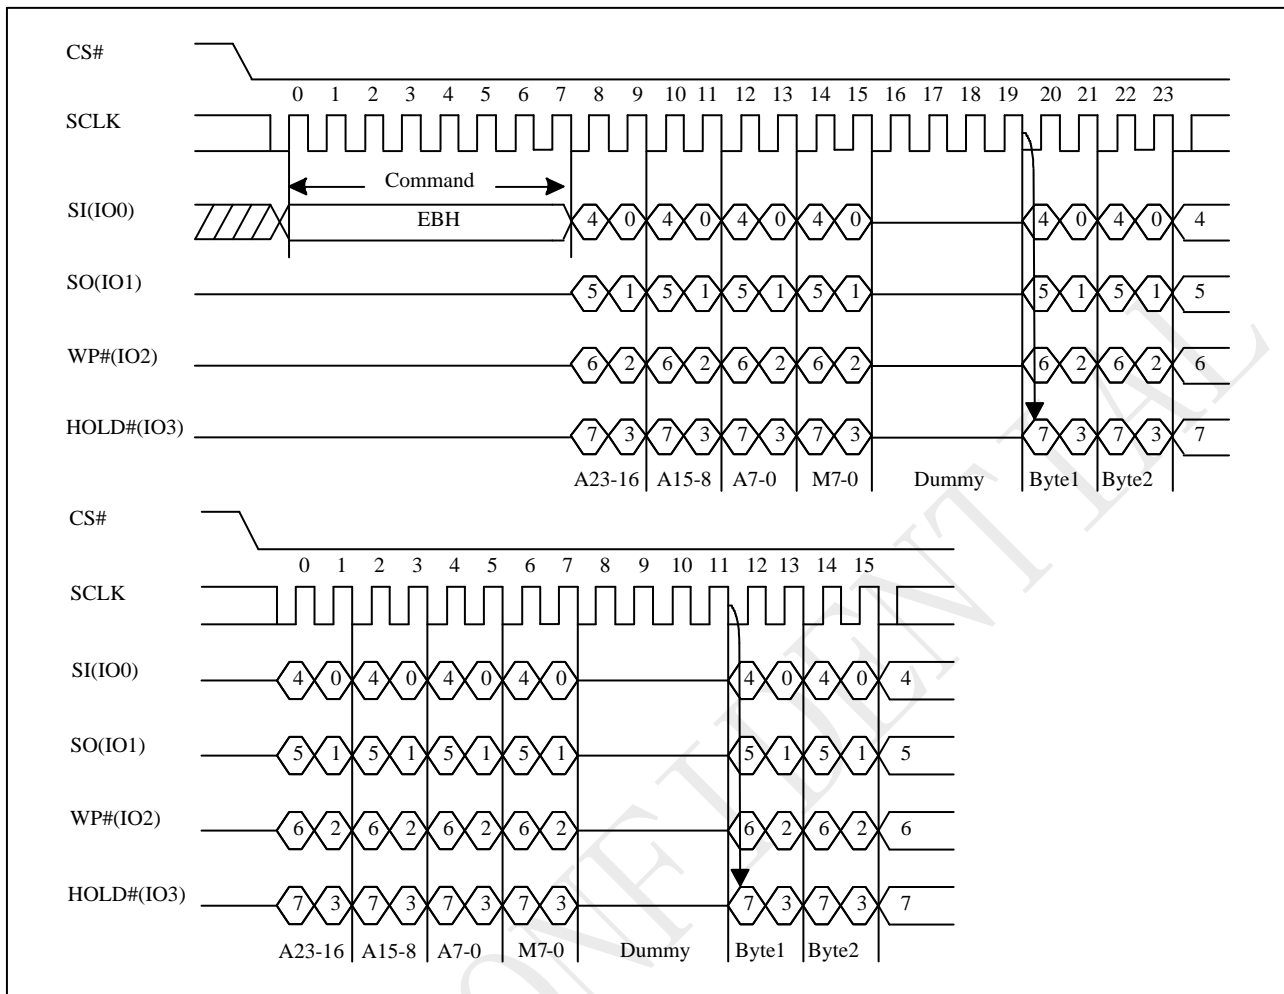 CS#
0 1 2 3 4 5 6 7 8 9 10 11 12 13 14 15 16 17 18 19 20 21 22 23
SCLK
Command
SI(IO0) EBH 4 0 4 0 4 0 4 0 4 0 4 0 4
SO(IO1) 5 1 5 1 5 1 5 1 5 1 5 1 5
WP#(IO2) 6 2 6 2 6 2 6 2 6 2 6 2 6
HOLD#(IO3) 7 3 7 3 7 3 7 3 7 3 7 3 7
A23-16 A15-8 A7-0 M7-0 Dummy Byte1 Byte2
CS#
0 1 2 3 4 5 6 7 8 9 10 11 12 13 14 15
SCLK
SI(IO0) 4 0 4 0 4 0 4 0 4 0 4 0 4
SO(IO1) 5 1 5 1 5 1 5 1 5 1 5 1 5
WP#(IO2) 6 2 6 2 6 2 6 2 6 2 6 2 6
HOLD#(IO3) 7 3 7 3 7 3 7 3 7 3 7 3 7
A23-16 A15-8 A7-0 M7-0 Dummy Byte1 Byte2
ONFIDENTIAL